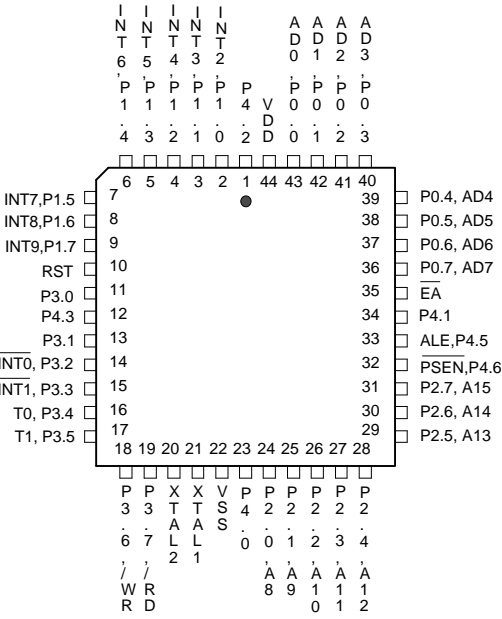 INT6,P1.4
INT5,P1.3
INT4,P1.2
INT3,P1.1
INT2,P1.0
P4.2
VDD
AD0,P0.0
AD1,P0.1
AD2,P0.2
AD3,P0.3
6 5 4 3 2 1 44 43 42 41 40
INT7,P1.5 7
INT8,P1.6 8
INT9,P1.7 9
RST 10
P3.0 11
P4.3 12
P3.1 13
INT0, P3.2 14
INT1, P3.3 15
T0, P3.4 16
T1, P3.5 17
39 P0.4, AD4
38 P0.5, AD5
37 P0.6, AD6
36 P0.7, AD7
35 EA
34 P4.1
33 ALE,P4.5
32 PSEN,P4.6
31 P2.7, A15
30 P2.6, A14
29 P2.5, A13
18 19 20 21 22 23 24 25 26 27 28
P3.6,/WR
P3.7,/RD
XTAL2
XTAL1
VSS
P4.0
P2.0,A8
P2.1,A9
P2.2,A10
P2.3,A11
P2.4,A12